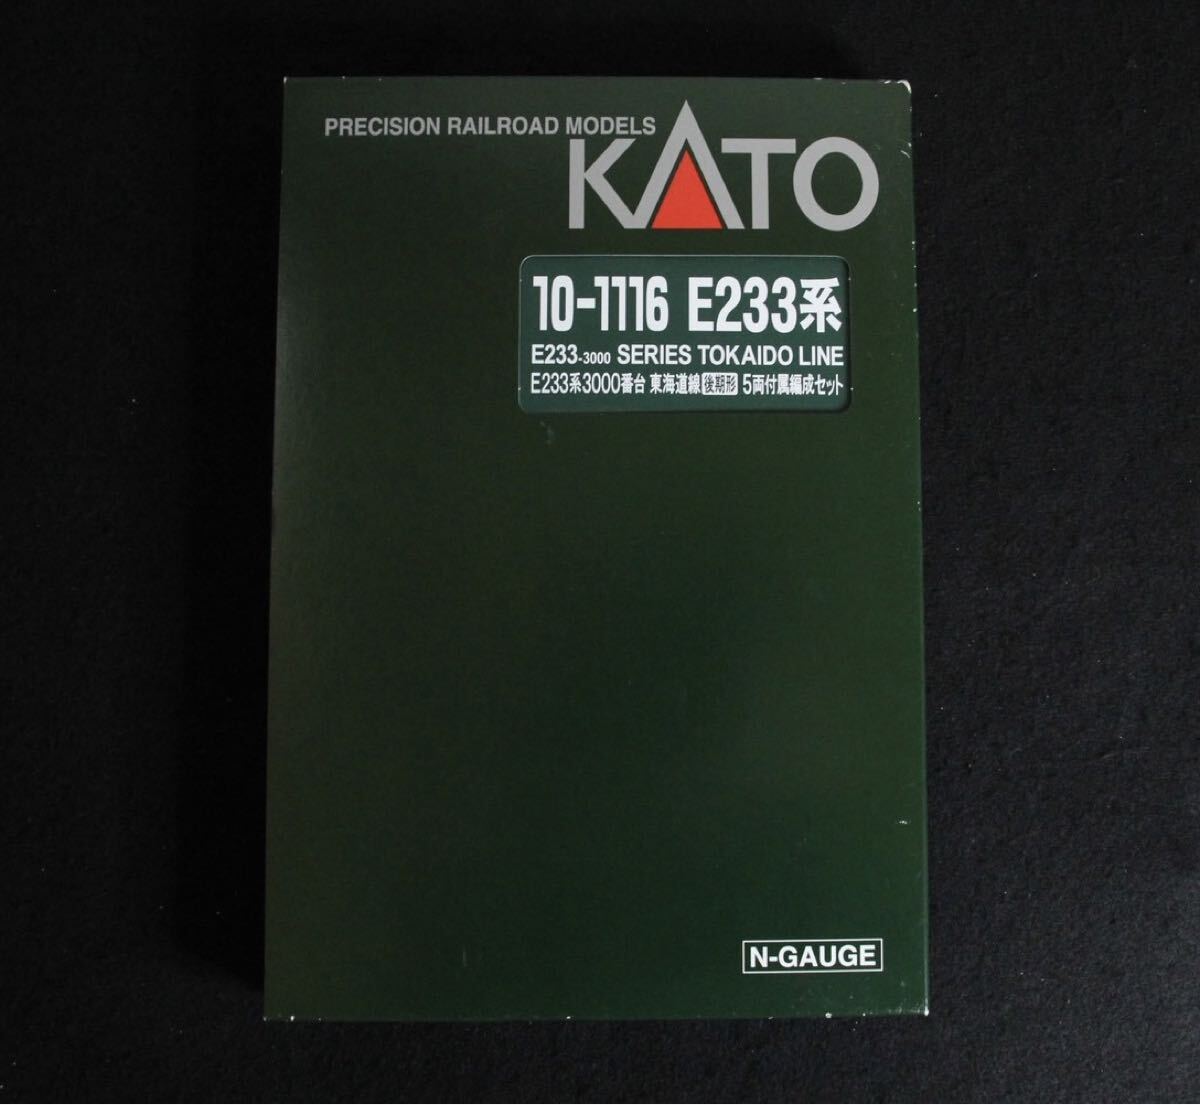 PRECISION RAILROAD MODELS
KATO
10-1116 E233系
E233-3000 SERIES TOKAIDO LINE
E233系3000番台 東海道線 後期形 5両付属編成セット
N-GAUGE